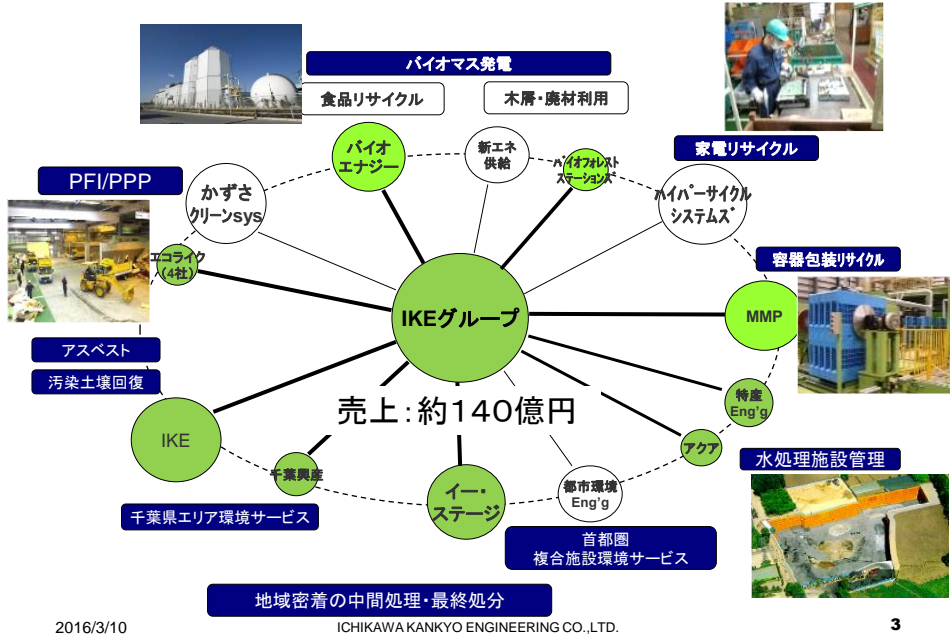 バイオマス発電
食品リサイクル
木屑・廃材利用
バイオ
エナジー
新エネ
供給
バイオフォレスト
ステーションズ
家電リサイクル
PFI/PPP
かずさ
クリーンsys
ハイパーサイクル
システムズ
エコライク
(4社)
容器包装リサイクル
IKEグループ
MMP
アスベスト
汚染土壌回復
売上:約140億円
特産
Eng'g
IKE
アクア
千葉興産
イー・
ステージ
都市環境
Eng'g
水処理施設管理
千葉県エリア環境サービス
首都圏
複合施設環境サービス
地域密着の中間処理・最終処分
2016/3/10
ICHIKAWA KANKYO ENGINEERING CO.,LTD.
3